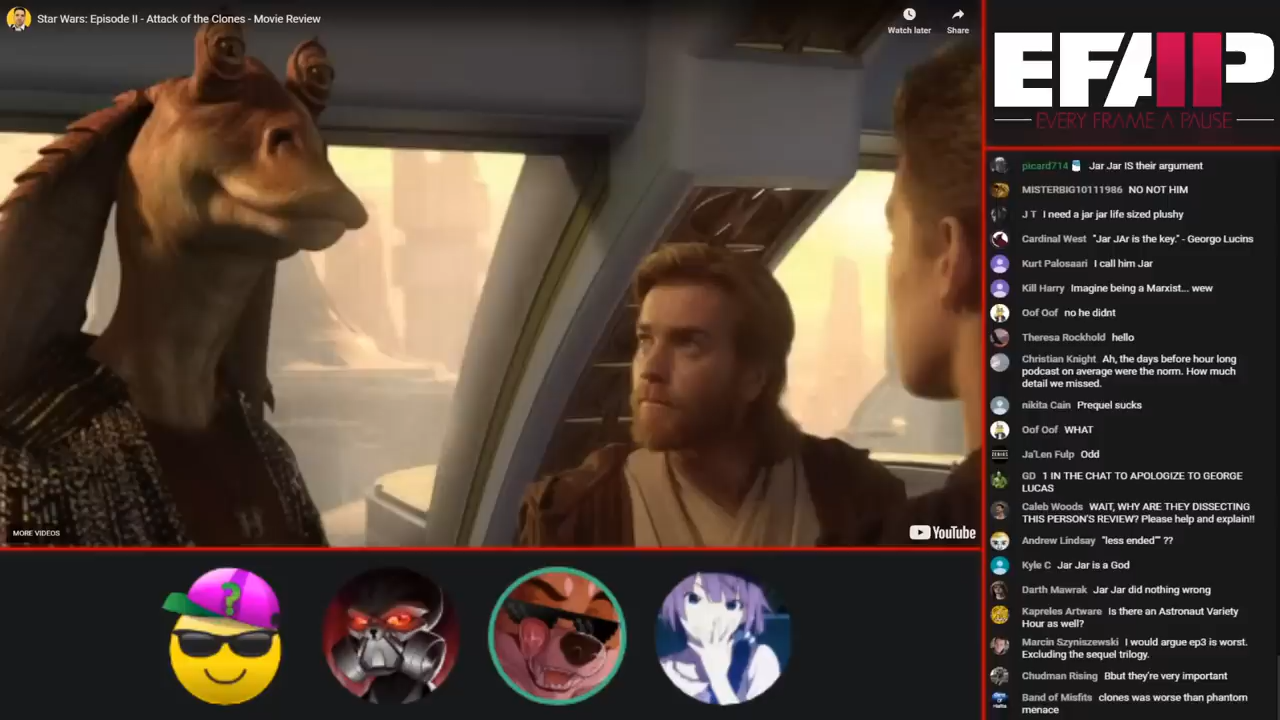 Star Wars: Episode II - Attack of the Clones - Movie Review
Watch later
Share
MORE VIDEOS
YouTube
EFAP
EVERY FRAME A PAUSE
picard714 Jar Jar IS their argument
MISTERBIG10111986 NO NOT HIM
J T I need a jar jar life sized plushy
Cardinal West "Jar JAr is the key." - Georgo Lucins
Kurt Palosaari I call him Jar
Kill Harry Imagine being a Marxist... wew
Oof Oof no he didnt
Theresa Rockhold hello
Christian Knight Ah, the days before hour long
podcast on average were the norm. How much
detail we missed.
nikita Cain Prequel sucks
Oof Oof WHAT
Ja'Len Fulp Odd
GD 1 IN THE CHAT TO APOLOGIZE TO GEORGE
LUCAS
Caleb Woods WAIT, WHY ARE THEY DISSECTING
THIS PERSON'S REVIEW? Please help and explain!!
Andrew Lindsay "less ended"" ??
Kyle C Jar Jar is a God
Darth Mawrak Jar Jar did nothing wrong
Kapreles Artware Is there an Astronaut Variety
Hour as well?
Marcin Szyniszewski I would argue ep3 is worst.
Excluding the sequel trilogy.
Chudman Rising Bbut they're very important
Band of Misfits clones was worse than phantom
menace
?